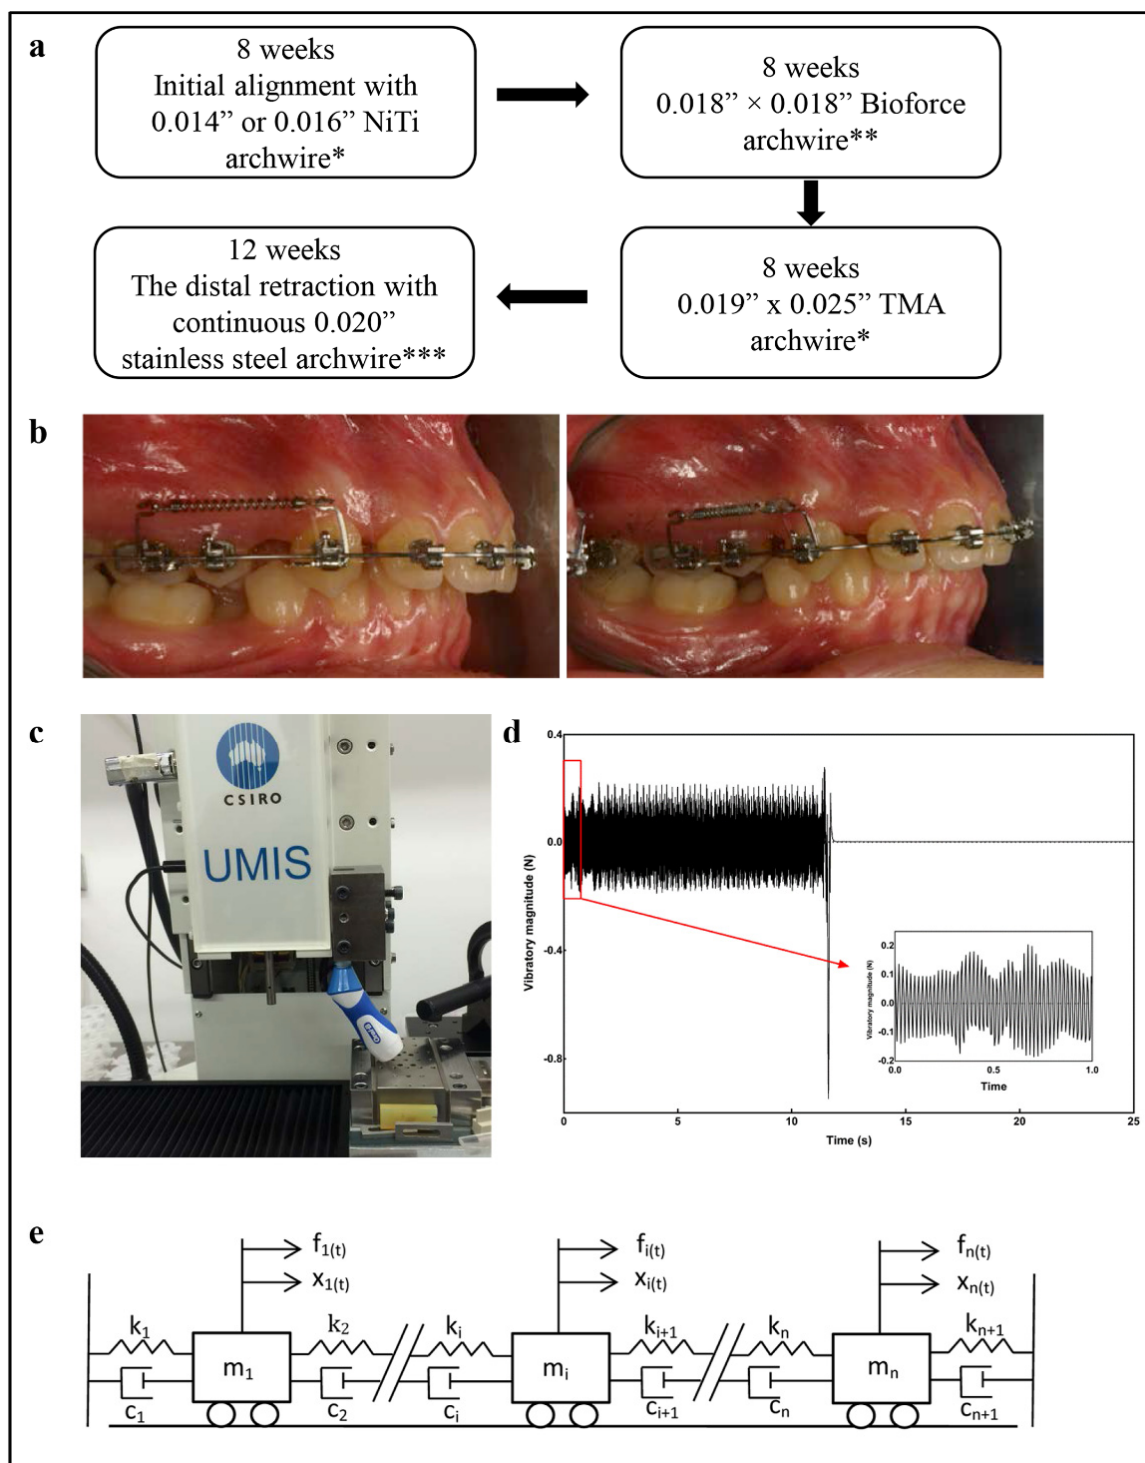 a
8 weeks
Initial alignment with
0.014” or 0.016” NiTi
archwire*
8 weeks
0.018” × 0.018” Bioforce
archwire**
12 weeks
The distal retraction with
continuous 0.020”
stainless steel archwire***
8 weeks
0.019” x 0.025” TMA
archwire*
b
c
CSIRO
UMIS
Oral B
d
Vibratory magnitude (N)
0.4
0.0
-0.4
-0.8
0 5 10 15 20 25
Time (s)
Vibratory magnitude (N)
0.2
0.1
0.0
-0.1
-0.2
0.0 0.5 1.0
Time
e
f1(t) fi(t) fn(t)
x1(t) xi(t) xn(t)
k1 k2 ki ki+1 kn kn+1
m1 mi mn
c1 c2 ci ci+1 cn cn+1